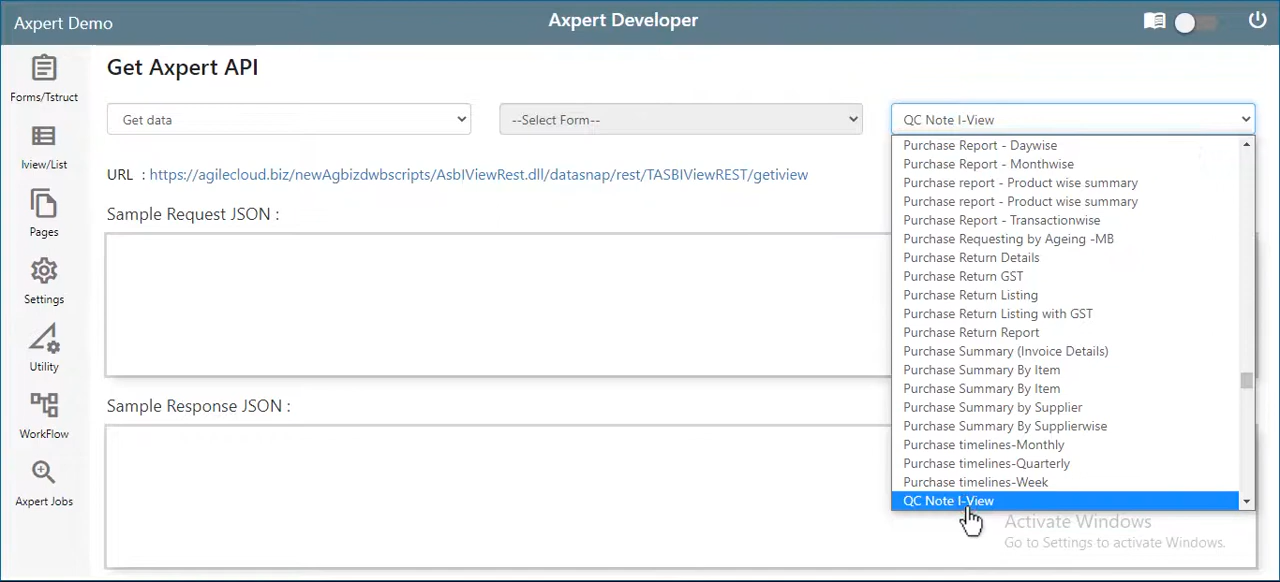 Axpert Demo
Axpert Developer
Forms/Tstruct
Iview/List
Pages
Settings
Utility
WorkFlow
Axpert Jobs
Get Axpert API
Get data
--Select Form--
QC Note I-View
URL : https://agilecloud.biz/newAgbizdwbscripts/AsbIViewRest.dll/datasnap/rest/TASBIViewREST/getiview
Sample Request JSON :
Sample Response JSON :
Purchase Report - Daywise
Purchase Report - Monthwise
Purchase report - Product wise summary
Purchase report - Product wise summary
Purchase Report - Transactionwise
Purchase Requesting by Ageing -MB
Purchase Return Details
Purchase Return GST
Purchase Return Listing
Purchase Return Listing with GST
Purchase Return Report
Purchase Summary (Invoice Details)
Purchase Summary By Item
Purchase Summary By Item
Purchase Summary by Supplier
Purchase Summary By Supplierwise
Purchase timelines-Monthly
Purchase timelines-Quarterly
Purchase timelines-Week
QC Note I-View
Activate Windows
Go to Settings to activate Windows.